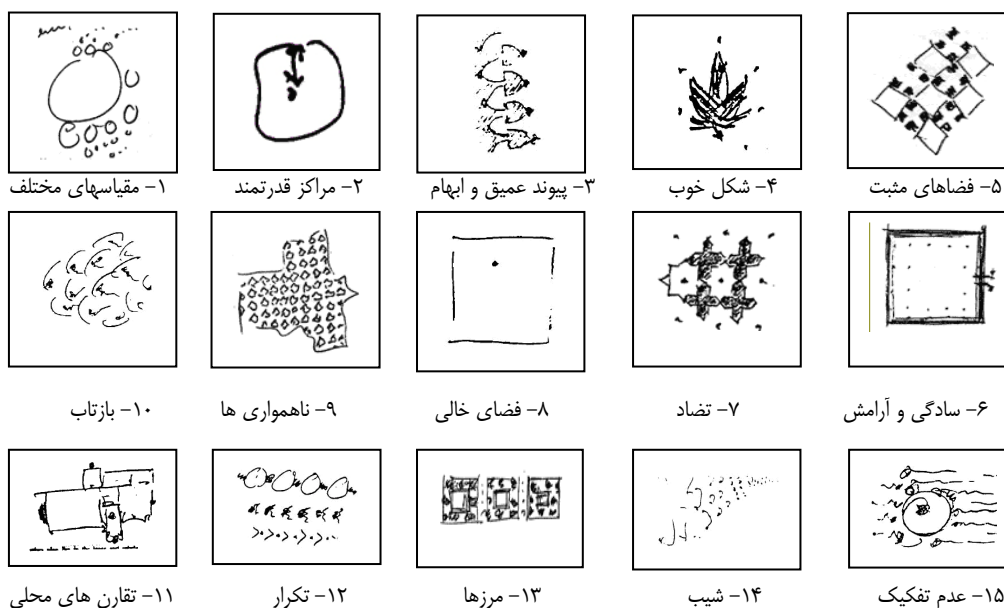 ۱- مقیاسهای مختلف
۲- مراکز قدرتمند
۳- پیوند عمیق و ابهام
۴- شکل خوب
۵- فضاهای مثبت
۶- سادگی و آرامش
۷- تضاد
۸- فضای خالی
۹- ناهمواری ها
۱۰- بازتاب
۱۱- تقارن های محلی
۱۲- تکرار
۱۳- مرزها
۱۴- شیب
۱۵- عدم تفکیک